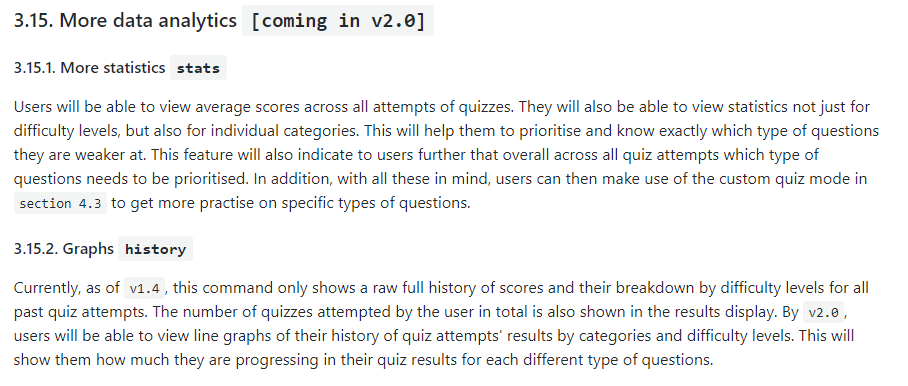 3.15. More data analytics [coming in v2.0]
3.15.1. More statistics stats
Users will be able to view average scores across all attempts of quizzes. They will also be able to view statistics not just for
difficulty levels, but also for individual categories. This will help them to prioritise and know exactly which type of questions
they are weaker at. This feature will also indicate to users further that overall across all quiz attempts which type of
questions needs to be prioritised. In addition, with all these in mind, users can then make use of the custom quiz mode in
section 4.3 to get more practise on specific types of questions.
3.15.2. Graphs history
Currently, as of v1.4, this command only shows a raw full history of scores and their breakdown by difficulty levels for all
past quiz attempts. The number of quizzes attempted by the user in total is also shown in the results display. By v2.0,
users will be able to view line graphs of their history of quiz attempts' results by categories and difficulty levels. This will
show them how much they are progressing in their quiz results for each different type of questions.